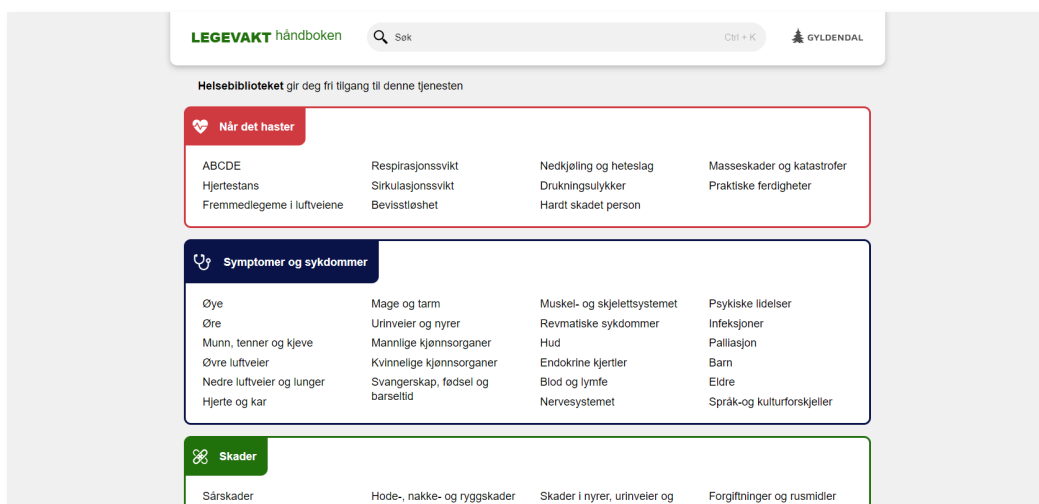 LEGEVAKT håndboken
Søk
Ctrl + K
GYLDENDAL
Helsebiblioteket gir deg fri tilgang til denne tjenesten
Når det haster
ABCDE
Hjertestans
Fremmedlegeme i luftveiene
Respirasjonssvikt
Sirkulasjonssvikt
Bevisstløshet
Nedkjøling og heteslag
Drukningsulykker
Hardt skadet person
Masseskader og katastrofer
Praktiske ferdigheter
Symptomer og sykdommer
Øye
Øre
Munn, tenner og kjeve
Øvre luftveier
Nedre luftveier og lunger
Hjerte og kar
Mage og tarm
Urinveier og nyrer
Mannlige kjønnsorganer
Kvinnelige kjønnsorganer
Svangerskap, fødsel og
barseltid
Muskel- og skjelettsystemet
Revmatiske sykdommer
Hud
Endokrine kjertler
Blod og lymfe
Nervesystemet
Psykiske lidelser
Infeksjoner
Palliasjon
Barn
Eldre
Språk-og kulturforskjeller
Skader
Sårskader
Hode-, nakke- og ryggskader
Skader i nyrer, urinveier og
Forgiftninger og rusmidler